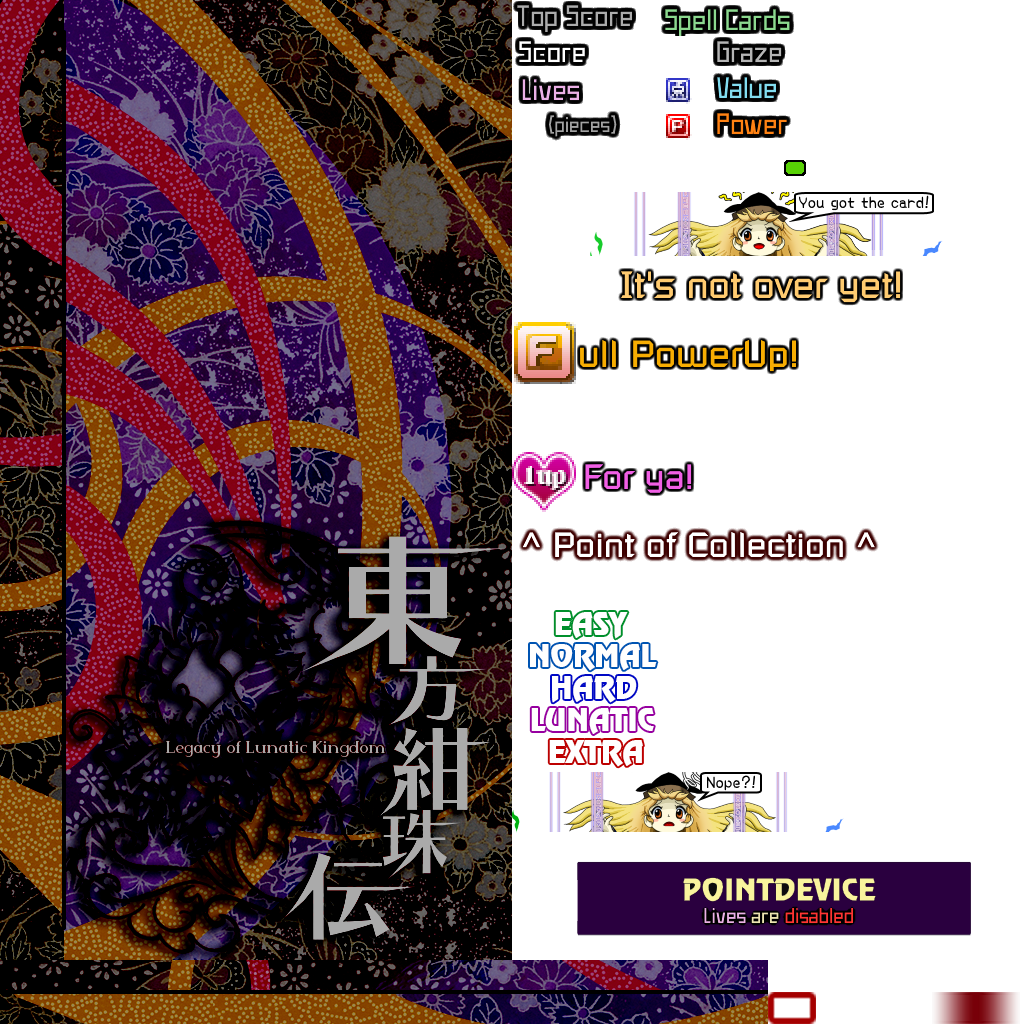 Top Score
Score
Lives
(pieces)
Spell Cards
Graze
Value
P Power
You got the card!
It's not over yet!
Full PowerUp!
1up For ya!
^ Point of Collection ^
EASY
NORMAL
HARD
LUNATIC
EXTRA
Nope?!
POINTDEVICE
Lives are disabled
東方紺珠伝
Legacy of Lunatic Kingdom